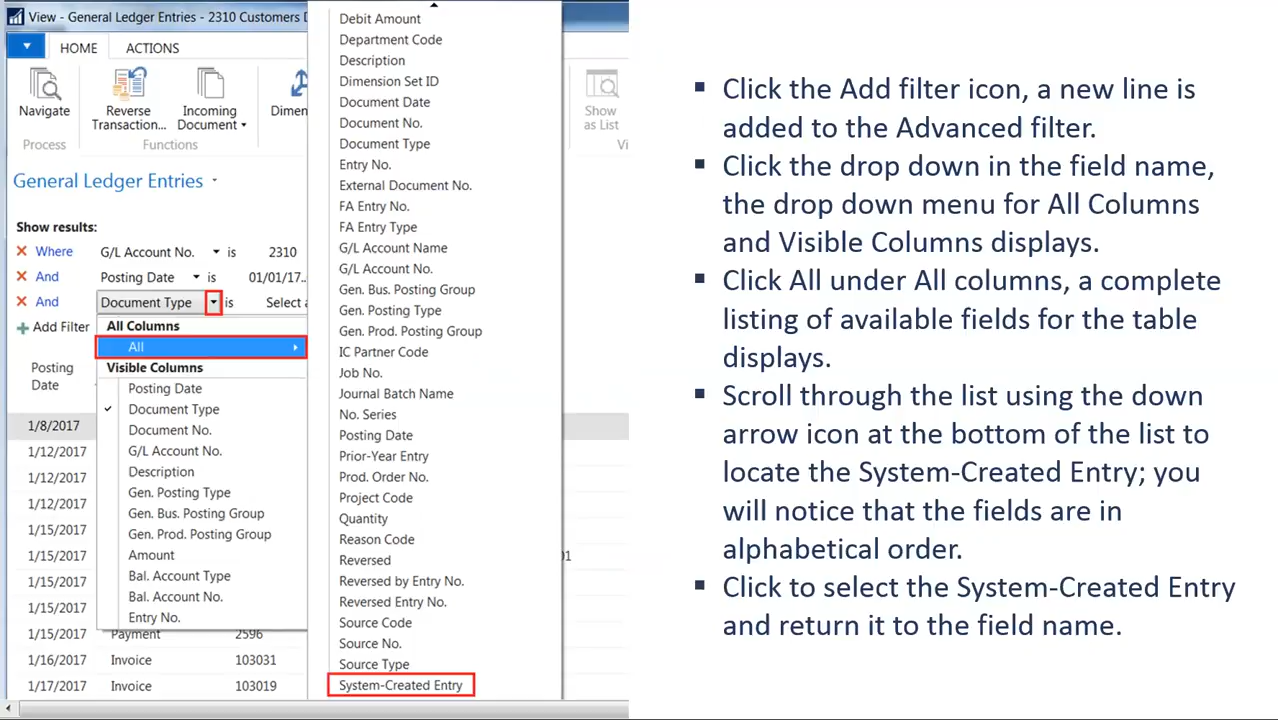 View - General Ledger Entries - 2310 Customers D
HOME
ACTIONS
Navigate
Reverse
Transaction...
Incoming
Document
Dimen
Show
as List
Process
Functions
Vi
General Ledger Entries
Show results:
Where G/L Account No. is 2310
And Posting Date is 01/01/17..
And Document Type is Select a
Add Filter
All Columns
All
Visible Columns
Posting Date
Document Type
Document No.
G/L Account No.
Description
Gen. Posting Type
Gen. Bus. Posting Group
Gen. Prod. Posting Group
Amount
Bal. Account Type
Bal. Account No.
Entry No.
Posting
Date
1/8/2017
1/12/2017
1/12/2017
1/12/2017
1/15/2017
1/15/2017
01
1/15/2017
1/15/2017
1/15/2017 Payment 2596
1/16/2017 Invoice 103031
1/17/2017 Invoice 103019
Debit Amount
Department Code
Description
Dimension Set ID
Document Date
Document No.
Document Type
Entry No.
External Document No.
FA Entry No.
FA Entry Type
G/L Account Name
G/L Account No.
Gen. Bus. Posting Group
Gen. Posting Type
Gen. Prod. Posting Group
IC Partner Code
Job No.
Journal Batch Name
No. Series
Posting Date
Prior-Year Entry
Prod. Order No.
Project Code
Quantity
Reason Code
Reversed
Reversed by Entry No.
Reversed Entry No.
Source Code
Source No.
Source Type
System-Created Entry
▪ Click the Add filter icon, a new line is
added to the Advanced filter.
▪ Click the drop down in the field name,
the drop down menu for All Columns
and Visible Columns displays.
▪ Click All under All columns, a complete
listing of available fields for the table
displays.
▪ Scroll through the list using the down
arrow icon at the bottom of the list to
locate the System-Created Entry; you
will notice that the fields are in
alphabetical order.
▪ Click to select the System-Created Entry
and return it to the field name.